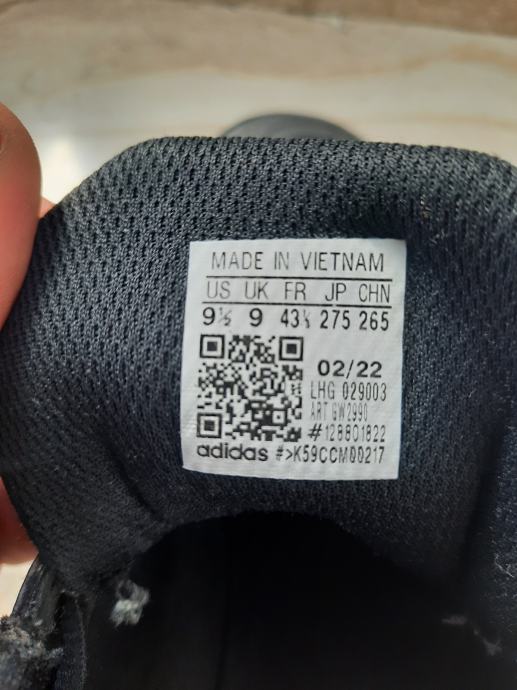 MADE IN VIETNAM
US UK FR JP CHN
9½ 9 43⅓ 275 265
02/22
LHG 029003
ART GW2990
#128801822
adidas #>K59CCM00217